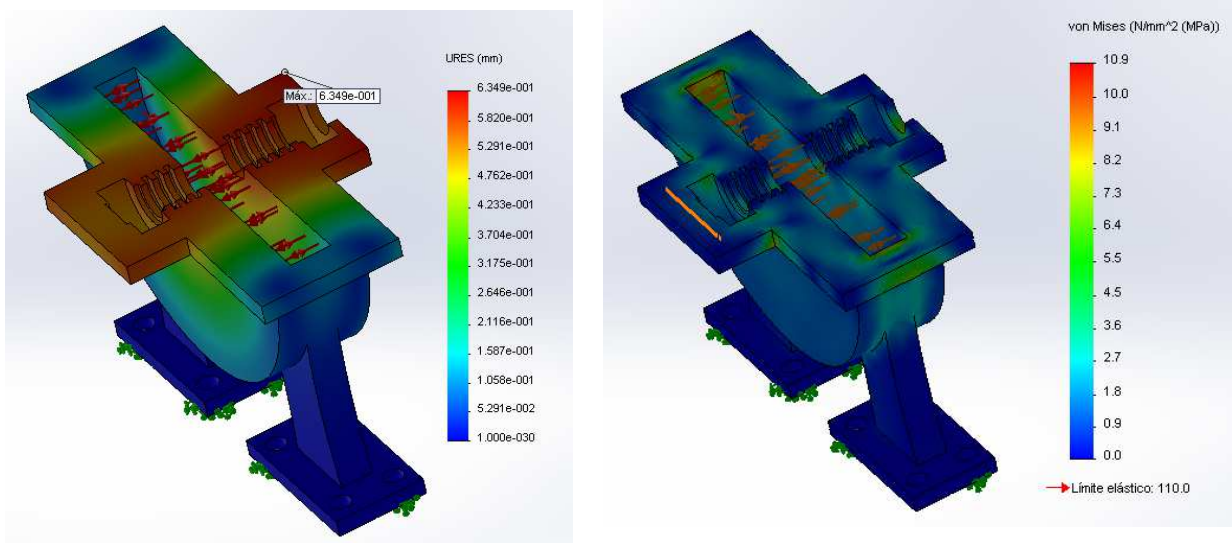 URES (mm)
6.349e-001
5.820e-001
5.291e-001
4.762e-001
4.233e-001
3.704e-001
3.175e-001
2.646e-001
2.116e-001
1.587e-001
1.058e-001
5.291e-002
1.000e-030
Máx.: 6.349e-001
von Mises (N/mm^2 (MPa))
10.9
10.0
9.1
8.2
7.3
6.4
5.5
4.5
3.6
2.7
1.8
0.9
0.0
Límite elástico: 110.0